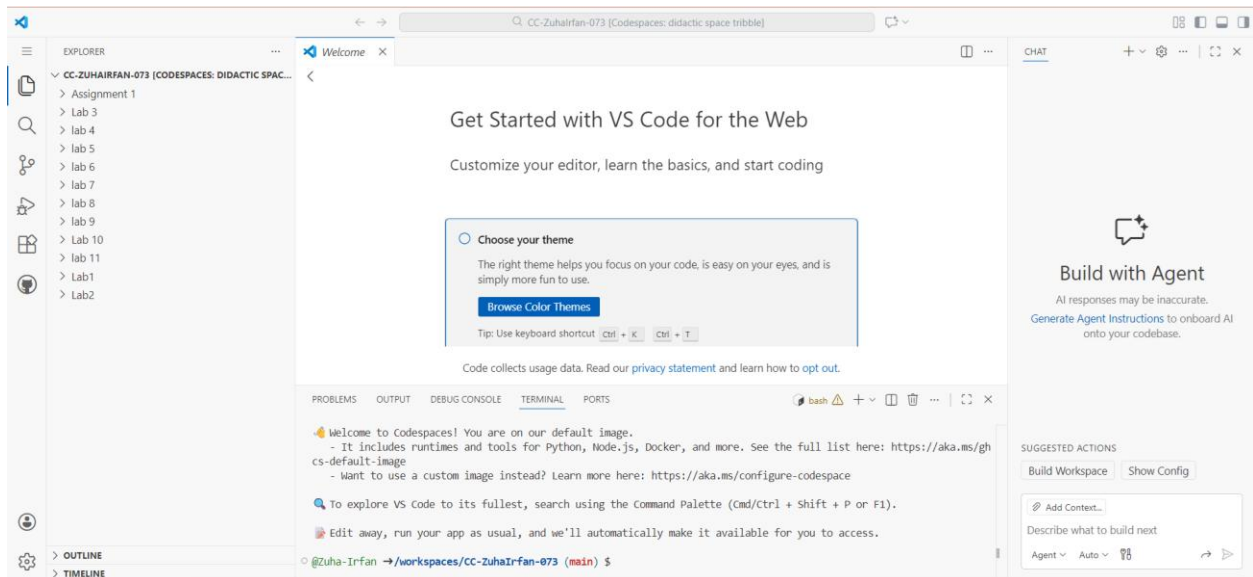 CC-ZuhaIrfan-073 [Codespaces: didactic space tribble]
EXPLORER
CC-ZUHAIRFAN-073 [CODESPACES: DIDACTIC SPAC...
Assignment 1
Lab 3
lab 4
lab 5
lab 6
lab 7
lab 8
lab 9
Lab 10
lab 11
Lab1
Lab2
OUTLINE
TIMELINE
Welcome
Get Started with VS Code for the Web
Customize your editor, learn the basics, and start coding
Choose your theme
The right theme helps you focus on your code, is easy on your eyes, and is
simply more fun to use.
Browse Color Themes
Tip: Use keyboard shortcut Ctrl + K Ctrl + T
Code collects usage data. Read our privacy statement and learn how to opt out.
PROBLEMS OUTPUT DEBUG CONSOLE TERMINAL PORTS
bash
Welcome to Codespaces! You are on our default image.
- It includes runtimes and tools for Python, Node.js, Docker, and more. See the full list here: https://aka.ms/gh
cs-default-image
- Want to use a custom image instead? Learn more here: https://aka.ms/configure-codespace
To explore VS Code to its fullest, search using the Command Palette (Cmd/Ctrl + Shift + P or F1).
Edit away, run your app as usual, and we'll automatically make it available for you to access.
@Zuha-Irfan →/workspaces/CC-ZuhaIrfan-073 (main) $
CHAT
Build with Agent
AI responses may be inaccurate.
Generate Agent Instructions to onboard AI
onto your codebase.
SUGGESTED ACTIONS
Build Workspace Show Config
Add Context...
Describe what to build next
Agent Auto